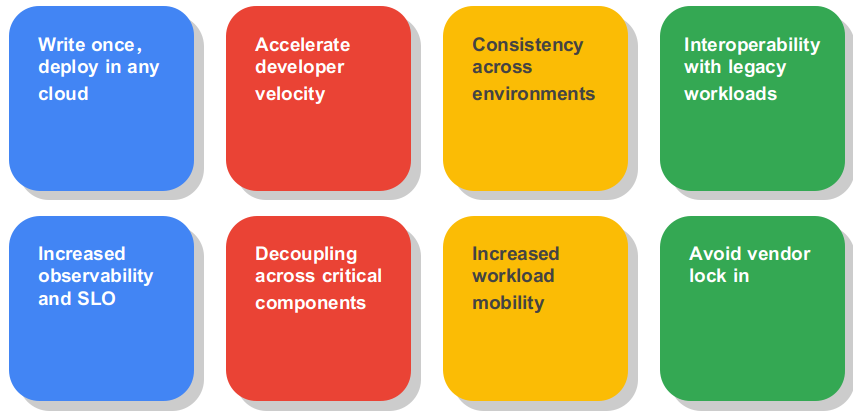 Write once,
deploy in any
cloud
Accelerate
developer
velocity
Consistency
across
environments
Interoperability
with legacy
workloads
Increased
observability
and SLO
Decoupling
across critical
components
Increased
workload
mobility
Avoid vendor
lock in